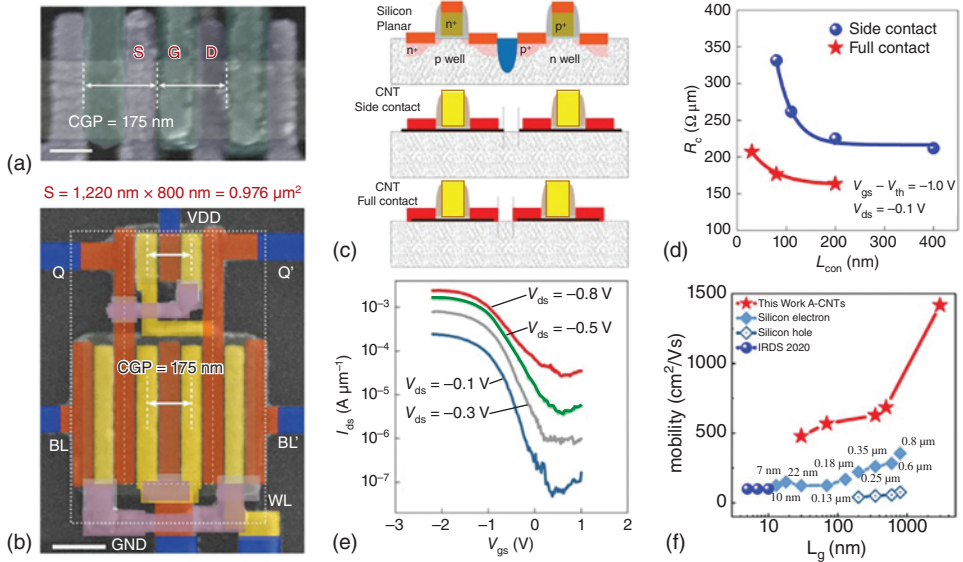 S G D
CGP = 175 nm
(a)
S = 1,220 nm × 800 nm = 0.976 μm²
VDD
Q Q'
CGP = 175 nm
BL BL'
WL
GND
(b)
Silicon
Planar
n⁺ p⁺
n⁺ p⁺
p well n well
CNT
Side contact
CNT
Full contact
(c)
400
350
300
250
200
150
100
R_c (Ω μm)
Side contact
Full contact
V_gs − V_th = −1.0 V
V_ds = −0.1 V
0 100 200 300 400
L_con (nm)
(d)
10⁻³
10⁻⁴
10⁻⁵
10⁻⁶
10⁻⁷
I_ds (A μm⁻¹)
V_ds = −0.8 V
V_ds = −0.5 V
V_ds = −0.1 V
V_ds = −0.3 V
−3 −2 −1 0 1 2
V_gs (V)
(e)
1500
1000
500
0
mobility (cm²/Vs)
This Work A-CNTs
Silicon electron
Silicon hole
IRDS 2020
0.8 μm
0.35 μm
0.6 μm
0.18 μm
0.25 μm
7 nm
22 nm
10 nm
0.13 μm
10 100 1000
L_g (nm)
(f)